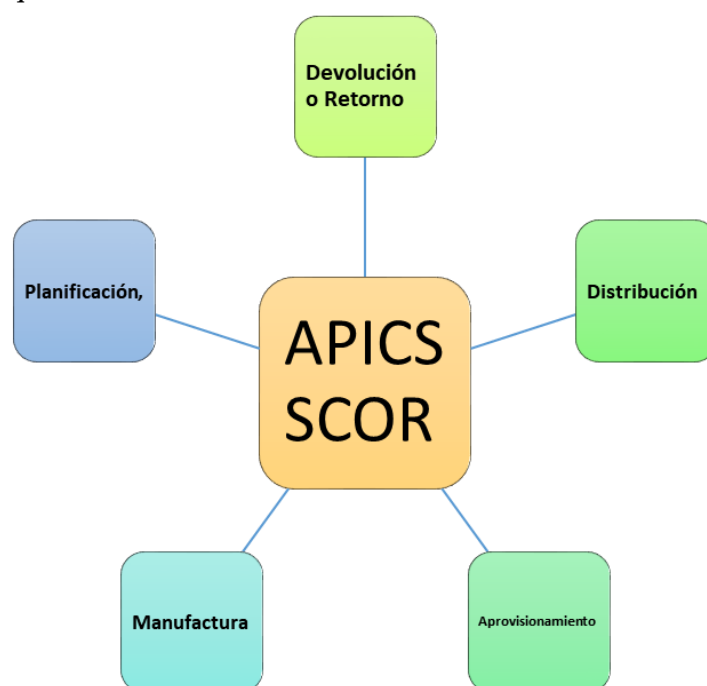 Devolución
o Retorno
Planificación,
Distribución
APICS
SCOR
Manufactura
Aprovisionamiento